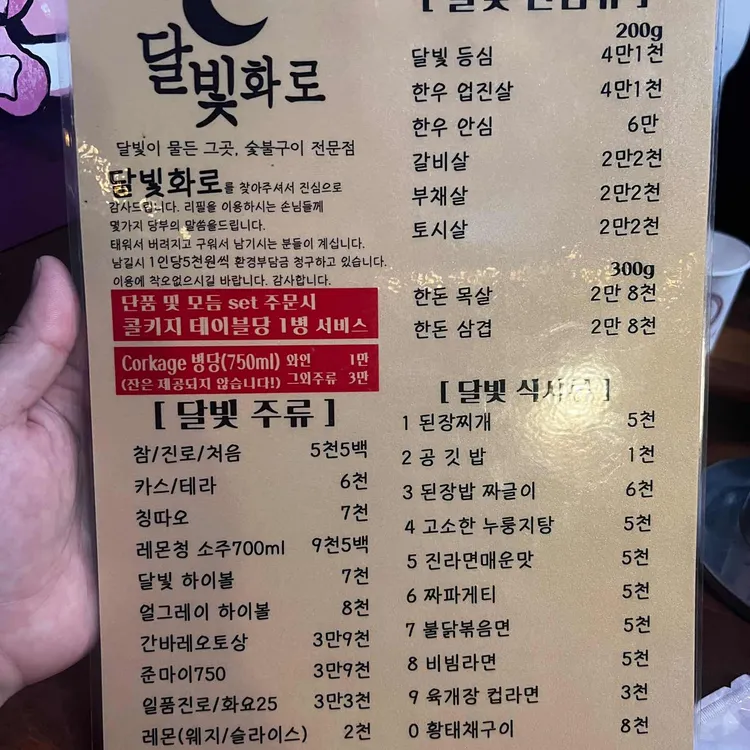 달빛화로
달빛이 물든 그곳, 숯불구이 전문점
달빛화로를 찾아주셔서 진심으로
감사드립니다. 리필을 이용하시는 손님들께
몇가지 당부의 말씀을드립니다.
태워서 버려지고 구워서 남기시는 분들이 계십니다.
남길시 1인당5천원씩 환경부담금 청구하고 있습니다.
이용에 착오없으시길 바랍니다. 감사합니다.
단품 및 모듬 set 주문시
콜키지 테이블당 1병 서비스
Corkage 병당(750ml) 와인 1만
(잔은 제공되지 않습니다!) 그외주류 3만
[ 달빛 주류 ]
참/진로/처음 5천5백
카스/테라 6천
칭따오 7천
레몬청 소주700ml 9천5백
달빛 하이볼 7천
얼그레이 하이볼 8천
간바레오토상 3만9천
준마이750 3만9천
일품진로/화요25 3만3천
레몬(웨지/슬라이스) 2천
[ 달빛
200g
달빛 등심 4만1천
한우 업진살 4만1천
한우 안심 6만
갈비살 2만2천
부채살 2만2천
토시살 2만2천
300g
한돈 목살 2만 8천
한돈 삼겹 2만 8천
[ 달빛 식사류 ]
1 된장찌개 5천
2 공 깃 밥 1천
3 된장밥 짜글이 6천
4 고소한 누룽지탕 5천
5 진라면매운맛 5천
6 짜파게티 5천
7 불닭볶음면 5천
8 비빔라면 5천
9 육개장 컵라면 3천
0 황태채구이 8천